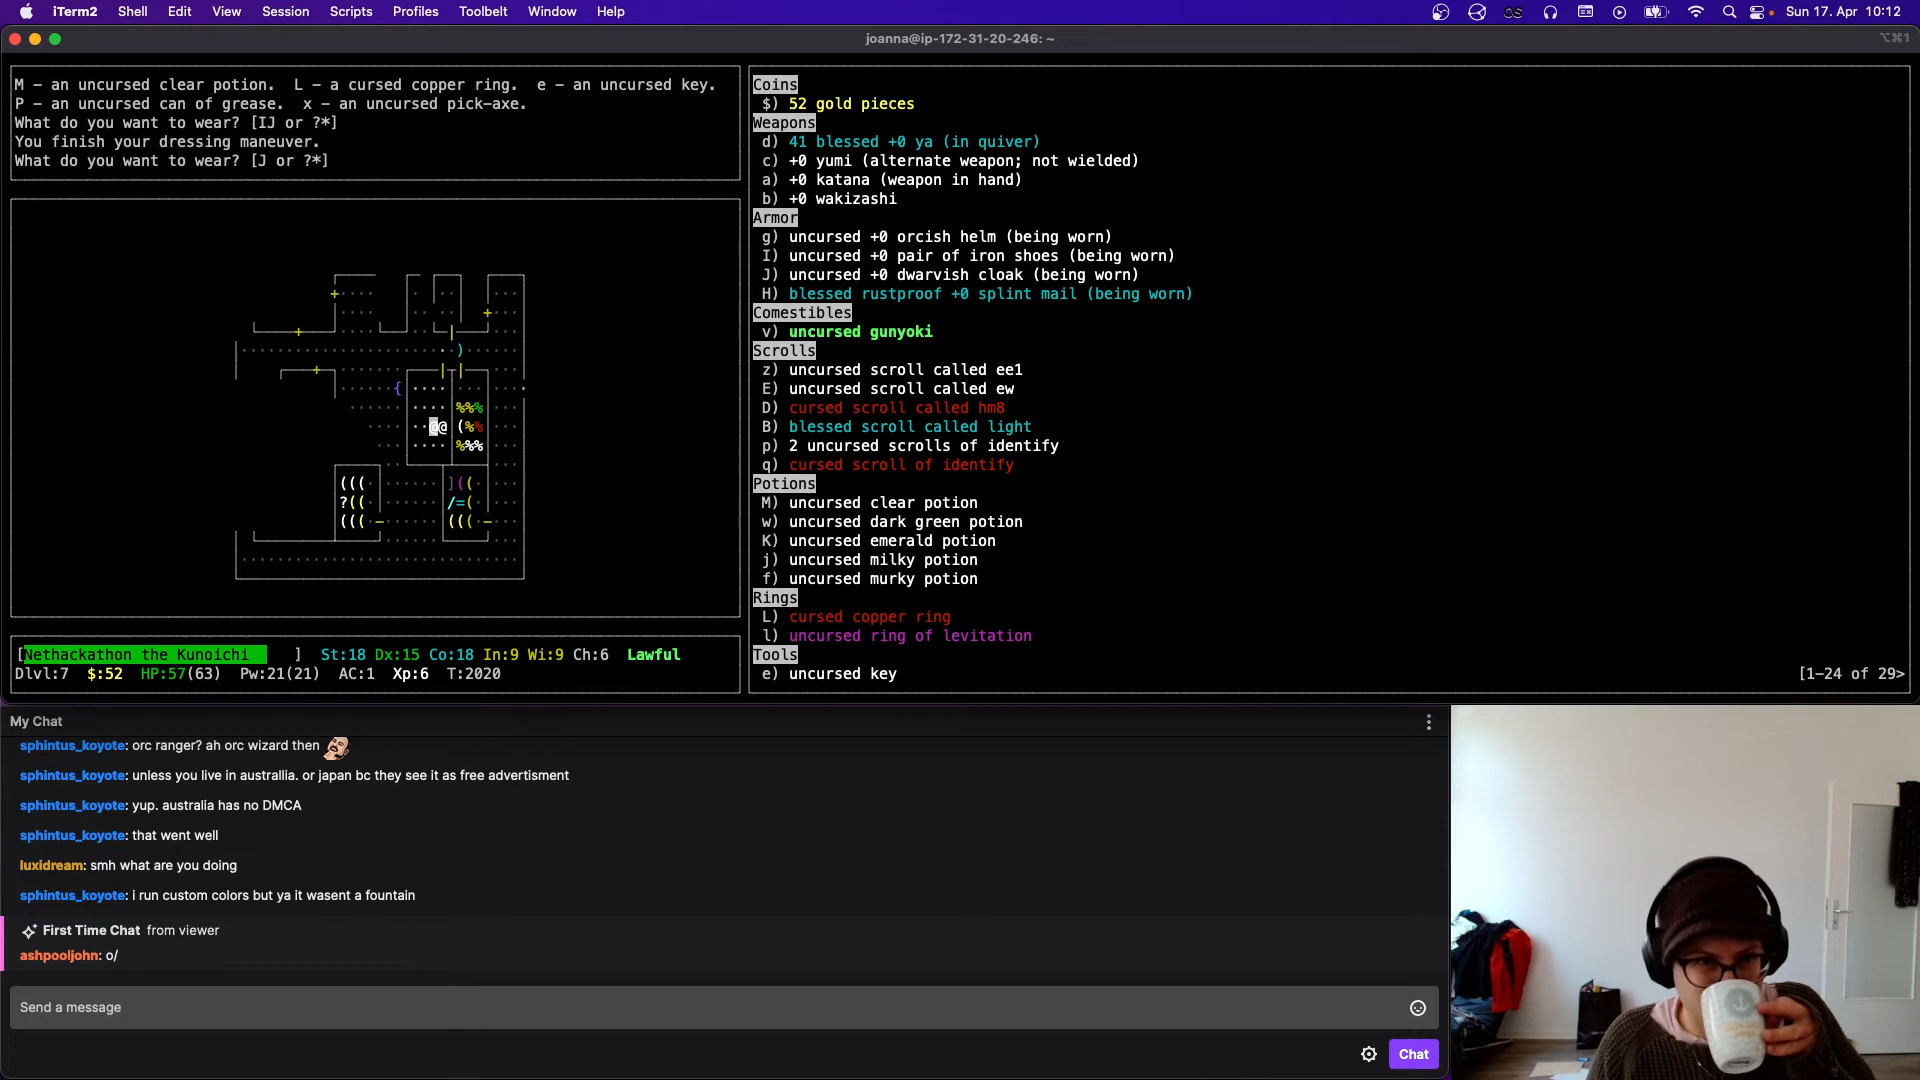 iTerm2 Shell Edit View Session Scripts Profiles Toolbelt Window Help
Sun 17. Apr 10:12
joanna@ip-172-31-20-246: ~
⌥⌘1
M - an uncursed clear potion.  L - a cursed copper ring.  e - an uncursed key.
P - an uncursed can of grease.  x - an uncursed pick-axe.
What do you want to wear? [IJ or ?*]
You finish your dressing maneuver.
What do you want to wear? [J or ?*]
[Nethackathon the Kunoichi ] St:18 Dx:15 Co:18 In:9 Wi:9 Ch:6 Lawful
Dlvl:7 $:52 HP:57(63) Pw:21(21) AC:1 Xp:6 T:2020
Coins
$) 52 gold pieces
Weapons
d) 41 blessed +0 ya (in quiver)
c) +0 yumi (alternate weapon; not wielded)
a) +0 katana (weapon in hand)
b) +0 wakizashi
Armor
g) uncursed +0 orcish helm (being worn)
I) uncursed +0 pair of iron shoes (being worn)
J) uncursed +0 dwarvish cloak (being worn)
H) blessed rustproof +0 splint mail (being worn)
Comestibles
v) uncursed gunyoki
Scrolls
z) uncursed scroll called ee1
E) uncursed scroll called ew
D) cursed scroll called hm8
B) blessed scroll called light
p) 2 uncursed scrolls of identify
q) cursed scroll of identify
Potions
M) uncursed clear potion
w) uncursed dark green potion
K) uncursed emerald potion
j) uncursed milky potion
f) uncursed murky potion
Rings
L) cursed copper ring
l) uncursed ring of levitation
Tools
e) uncursed key
[1-24 of 29>
My Chat
sphintus_koyote: orc ranger? ah orc wizard then
sphintus_koyote: unless you live in australlia. or japan bc they see it as free advertisment
sphintus_koyote: yup. australia has no DMCA
sphintus_koyote: that went well
luxidream: smh what are you doing
sphintus_koyote: i run custom colors but ya it wasent a fountain
First Time Chat from viewer
ashpooljohn: o/
Send a message
Chat